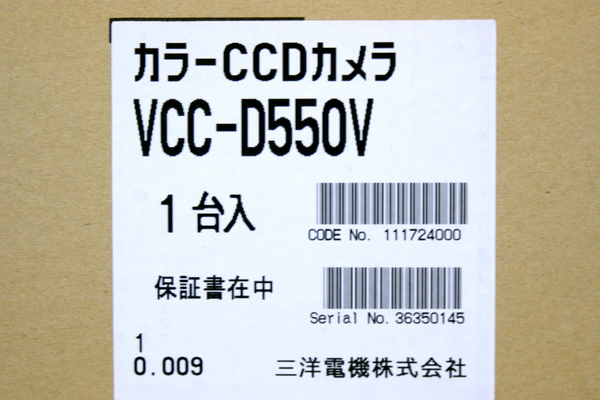 カラーCCDカメラ
VCC-D550V
1台入
CODE No. 111724000
保証書在中
Serial No. 36350145
1
0.009
三洋電機株式会社